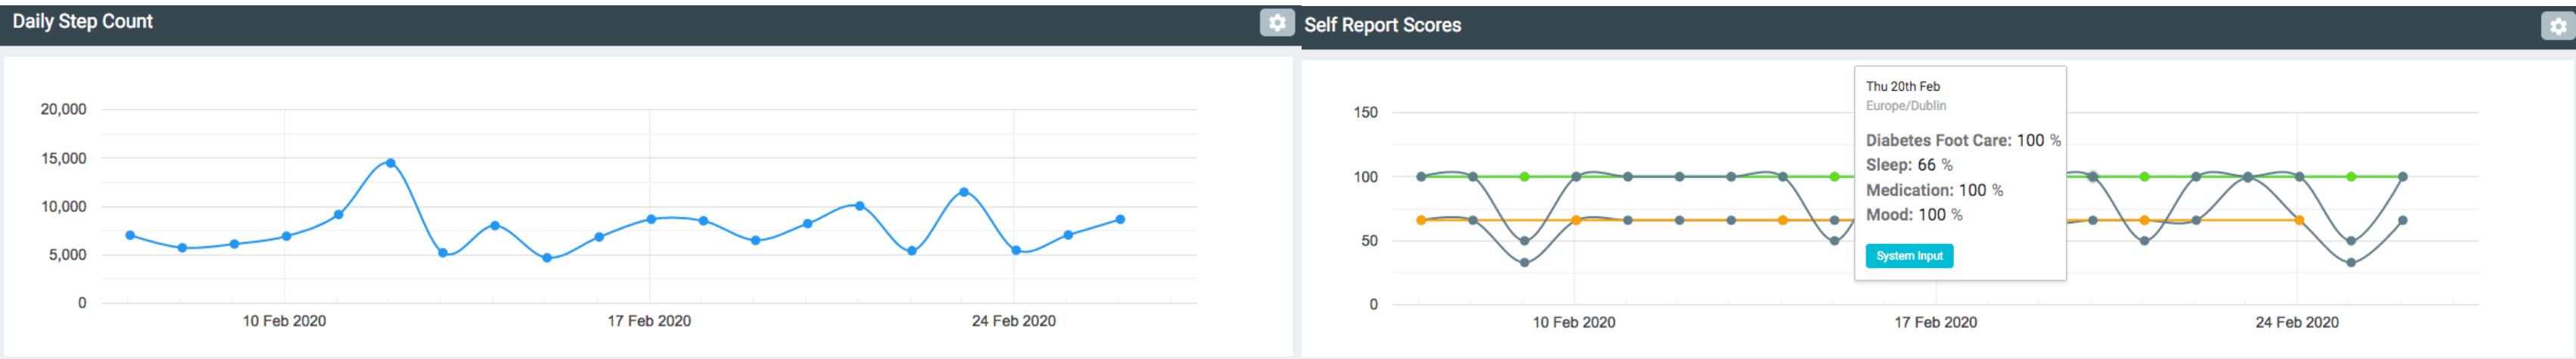 Daily Step Count
20,000
15,000
10,000
5,000
0
10 Feb 2020 17 Feb 2020 24 Feb 2020
Self Report Scores
150
100
50
0
10 Feb 2020 17 Feb 2020 24 Feb 2020
Thu 20th Feb
Europe/Dublin
Diabetes Foot Care: 100 %
Sleep: 66 %
Medication: 100 %
Mood: 100 %
System Input